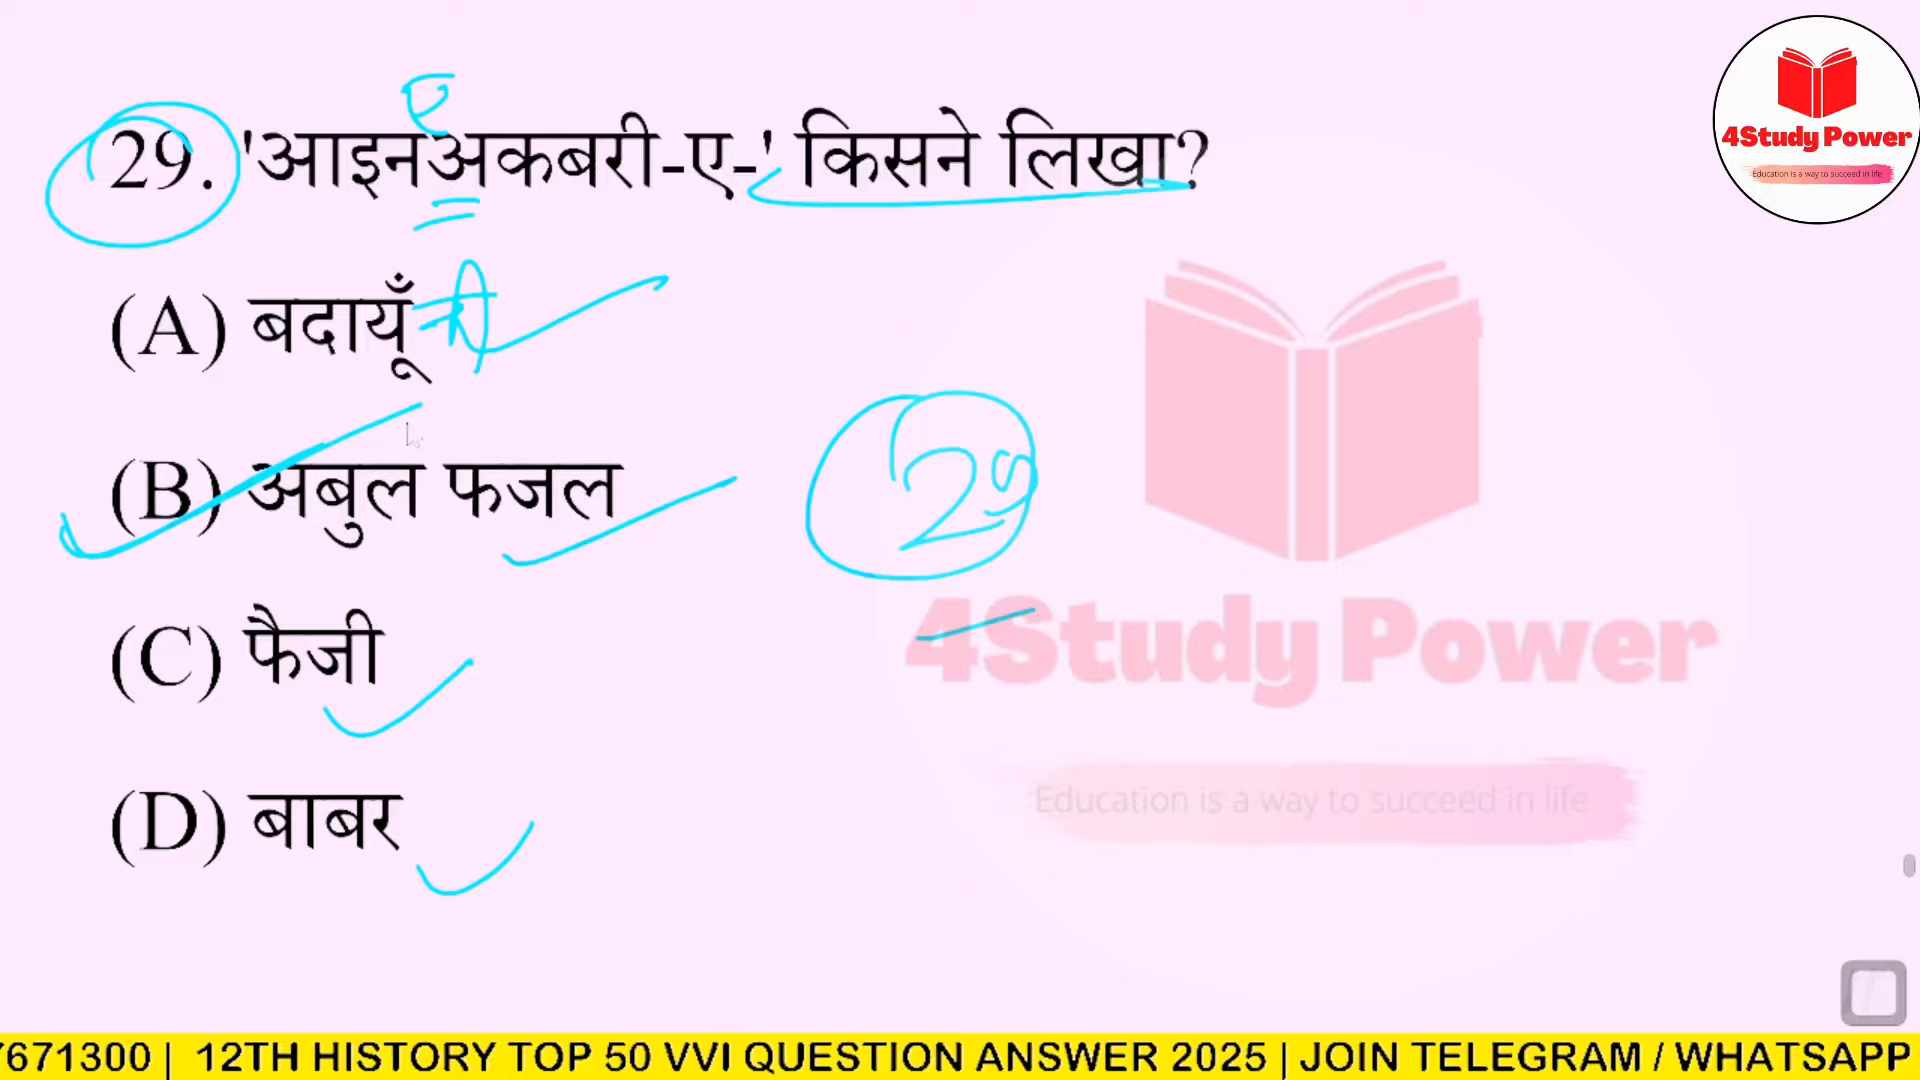 4Study Power
Education is a way to succeed in life
ए
29. 'आइनअकबरी-ए-' किसने लिखा?
(A) बदायूँनी
(B) अबुल फजल
29
(C) फैजी
4Study Power
Education is a way to succeed in life
(D) बाबर
7671300 | 12TH HISTORY TOP 50 VVI QUESTION ANSWER 2025 | JOIN TELEGRAM / WHATSAPP